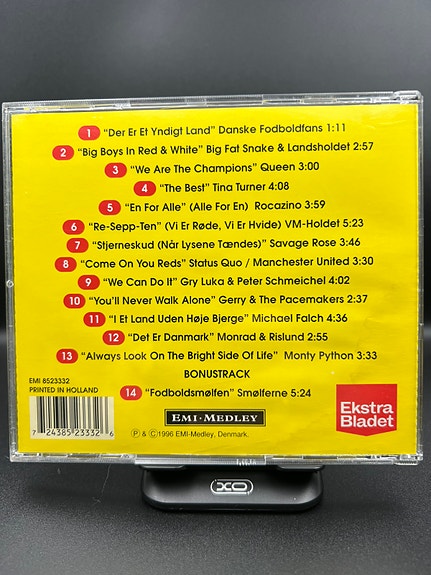 1 "Der Er Et Yndigt Land" Danske Fodboldfans 1:11
2 "Big Boys In Red & White" Big Fat Snake & Landsholdet 2:57
3 "We Are The Champions" Queen 3:00
4 "The Best" Tina Turner 4:08
5 "En For Alle" (Alle For En) Rocazino 3:59
6 "Re-Sepp-Ten" (Vi Er Røde, Vi Er Hvide) VM-Holdet 5:23
7 "Stjerneskud (Når Lysene Tændes)" Savage Rose 3:46
8 "Come On You Reds" Status Quo / Manchester United 3:30
9 "We Can Do It" Gry Luka & Peter Schmeichel 4:02
10 "You'll Never Walk Alone" Gerry & The Pacemakers 2:37
11 "I Et Land Uden Høje Bjerge" Michael Falch 4:36
12 "Det Er Danmark" Monrad & Rislund 2:55
13 "Always Look On The Bright Side Of Life" Monty Python 3:33
BONUSTRACK
14 "Fodboldsmølfen" Smølferne 5:24
EMI 8523332
PRINTED IN HOLLAND
7 24385 23332 6
EMI-MEDLEY
℗ & ©1996 EMI-Medley, Denmark.
Ekstra
Bladet
XO